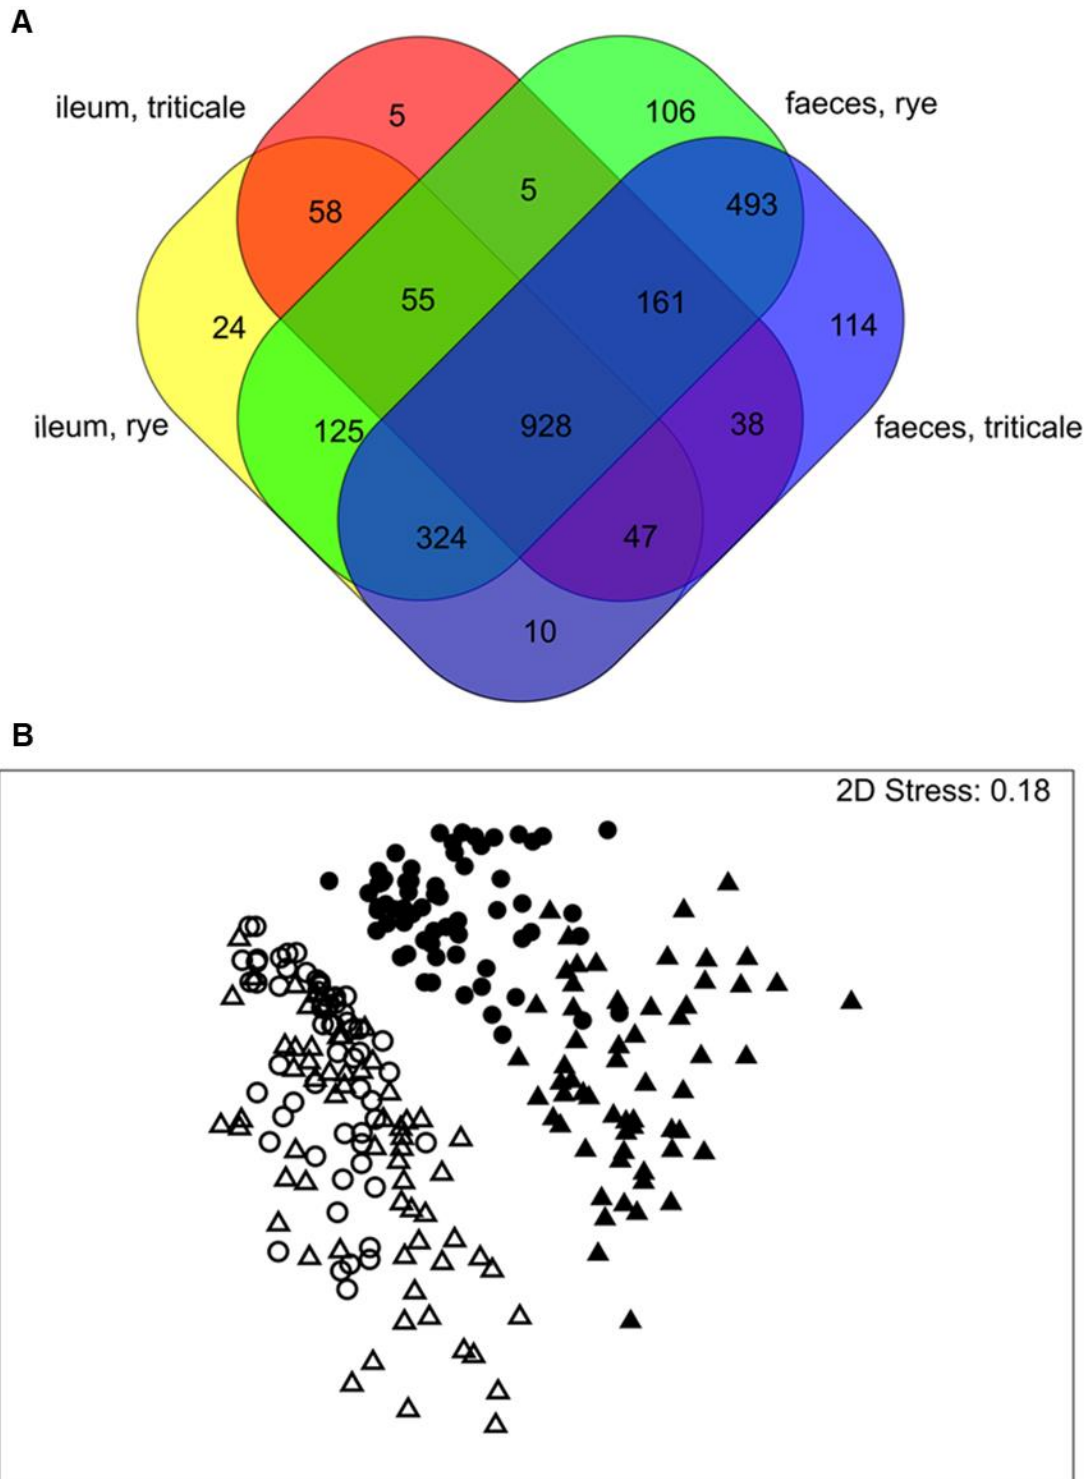 A
ileum, triticale
5
106
faeces, rye
58
5
493
24
55
161
114
ileum, rye
125
928
38
faeces, triticale
324
47
10
B
2D Stress: 0.18